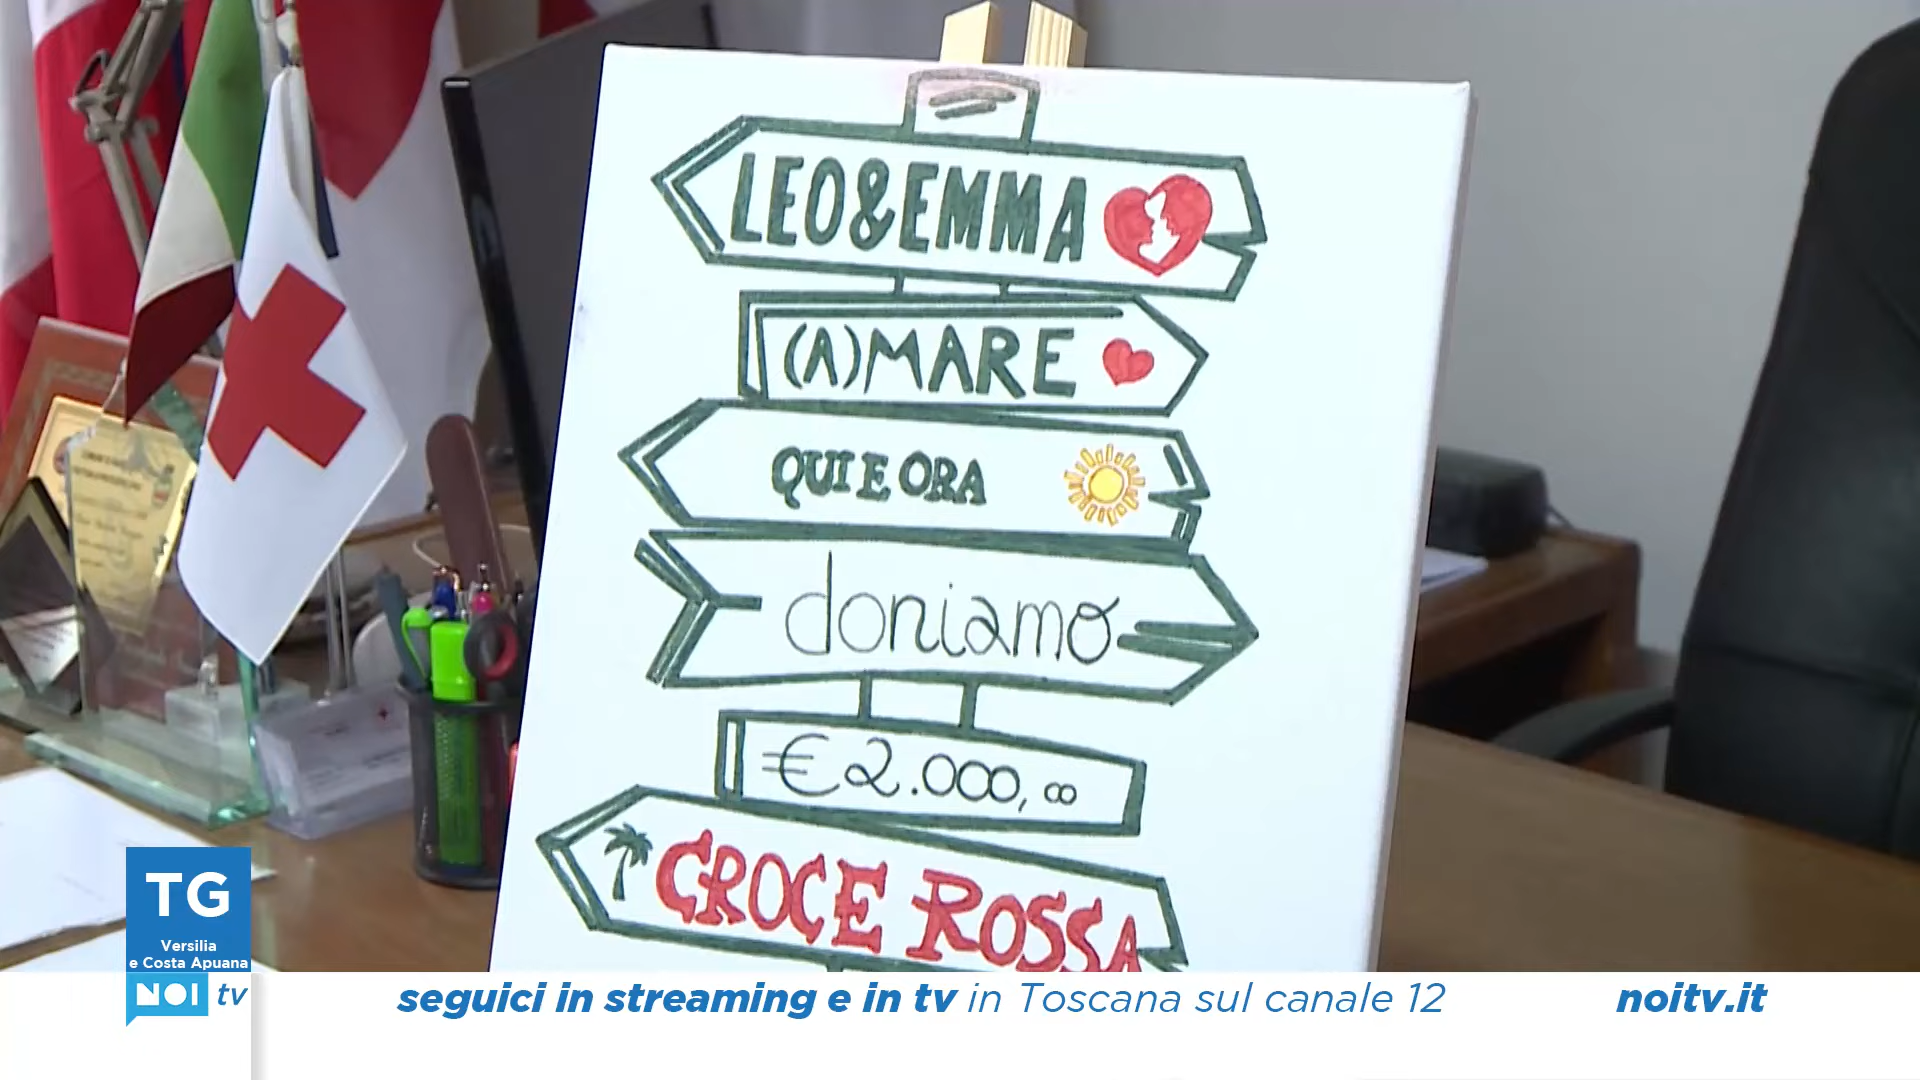 LEO&EMMA
(A)MARE
QUI E ORA
doniamo
€2.000,00
CROCE ROSSA
TG
Versilia
e Costa Apuana
NOI tv
seguici in streaming e in tv in Toscana sul canale 12
noitv.it